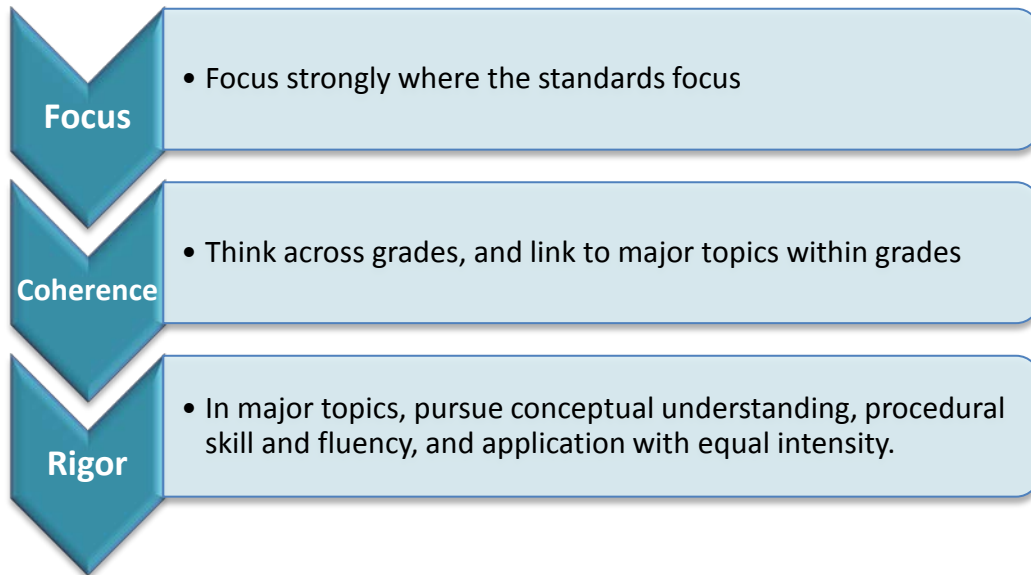 Focus
• Focus strongly where the standards focus
Coherence
• Think across grades, and link to major topics within grades
Rigor
• In major topics, pursue conceptual understanding, procedural
skill and fluency, and application with equal intensity.